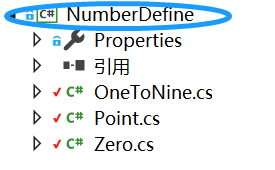 C# NumberDefine
Properties
引用
C# OneToNine.cs
C# Point.cs
C# Zero.cs